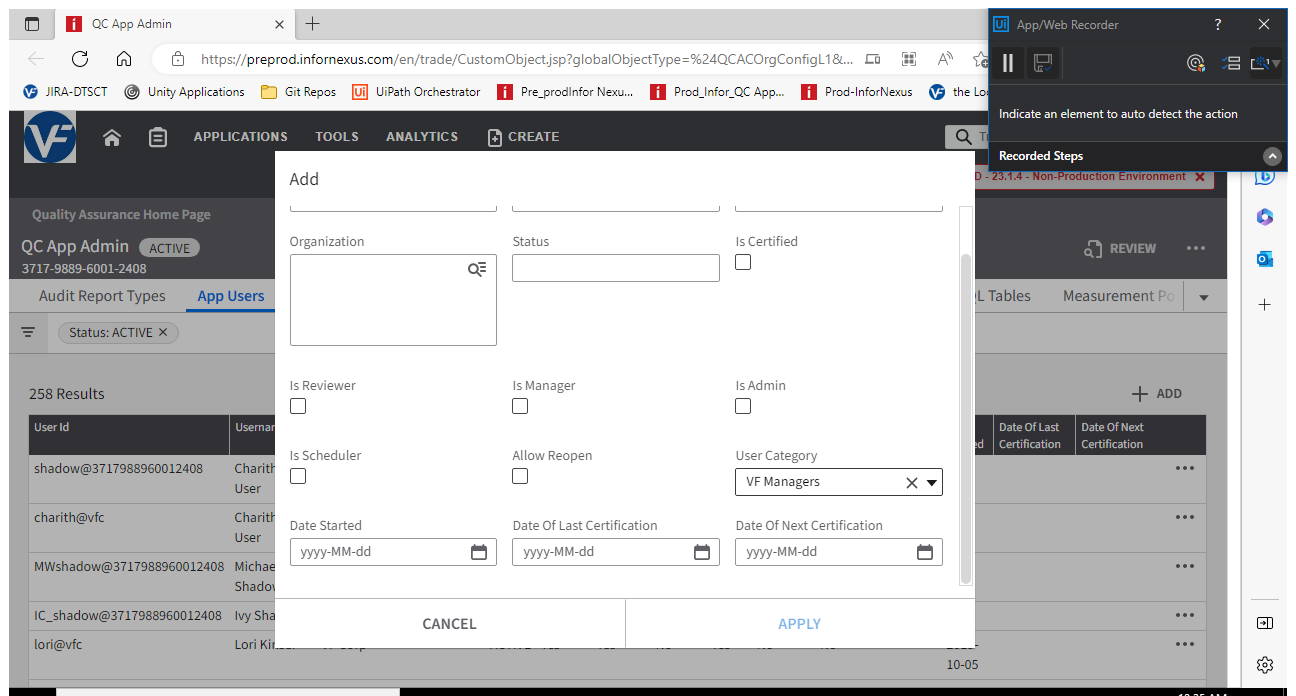 QC App Admin
Ui App/Web Recorder ?
https://preprod.infornexus.com/en/trade/CustomObject.jsp?globalObjectType=%24QCACOrgConfigL1&...
JIRA-DTSCT Unity Applications Git Repos UiPath Orchestrator Pre_prodInfor Nexu... Prod_Infor_QC App... Prod-InforNexus the Lo
Indicate an element to auto detect the action
Recorded Steps
APPLICATIONS TOOLS ANALYTICS CREATE
- 23.1.4 - Non-Production Environment
Add
Quality Assurance Home Page
QC App Admin ACTIVE
3717-9889-6001-2408
REVIEW
Audit Report Types App Users Tables Measurement Po
Status: ACTIVE
Organization Status Is Certified
Is Reviewer Is Manager Is Admin
258 Results
ADD
User Id Usernam Date Of Last Certification Date Of Next Certification
Is Scheduler Allow Reopen User Category
VF Managers
shadow@3717988960012408 Charith
User
charith@vfc Charith
User
Date Started Date Of Last Certification Date Of Next Certification
yyyy-MM-dd yyyy-MM-dd yyyy-MM-dd
MWshadow@3717988960012408 Michae
Shadow
IC_shadow@3717988960012408 Ivy Sha
lori@vfc Lori
10-05
CANCEL APPLY